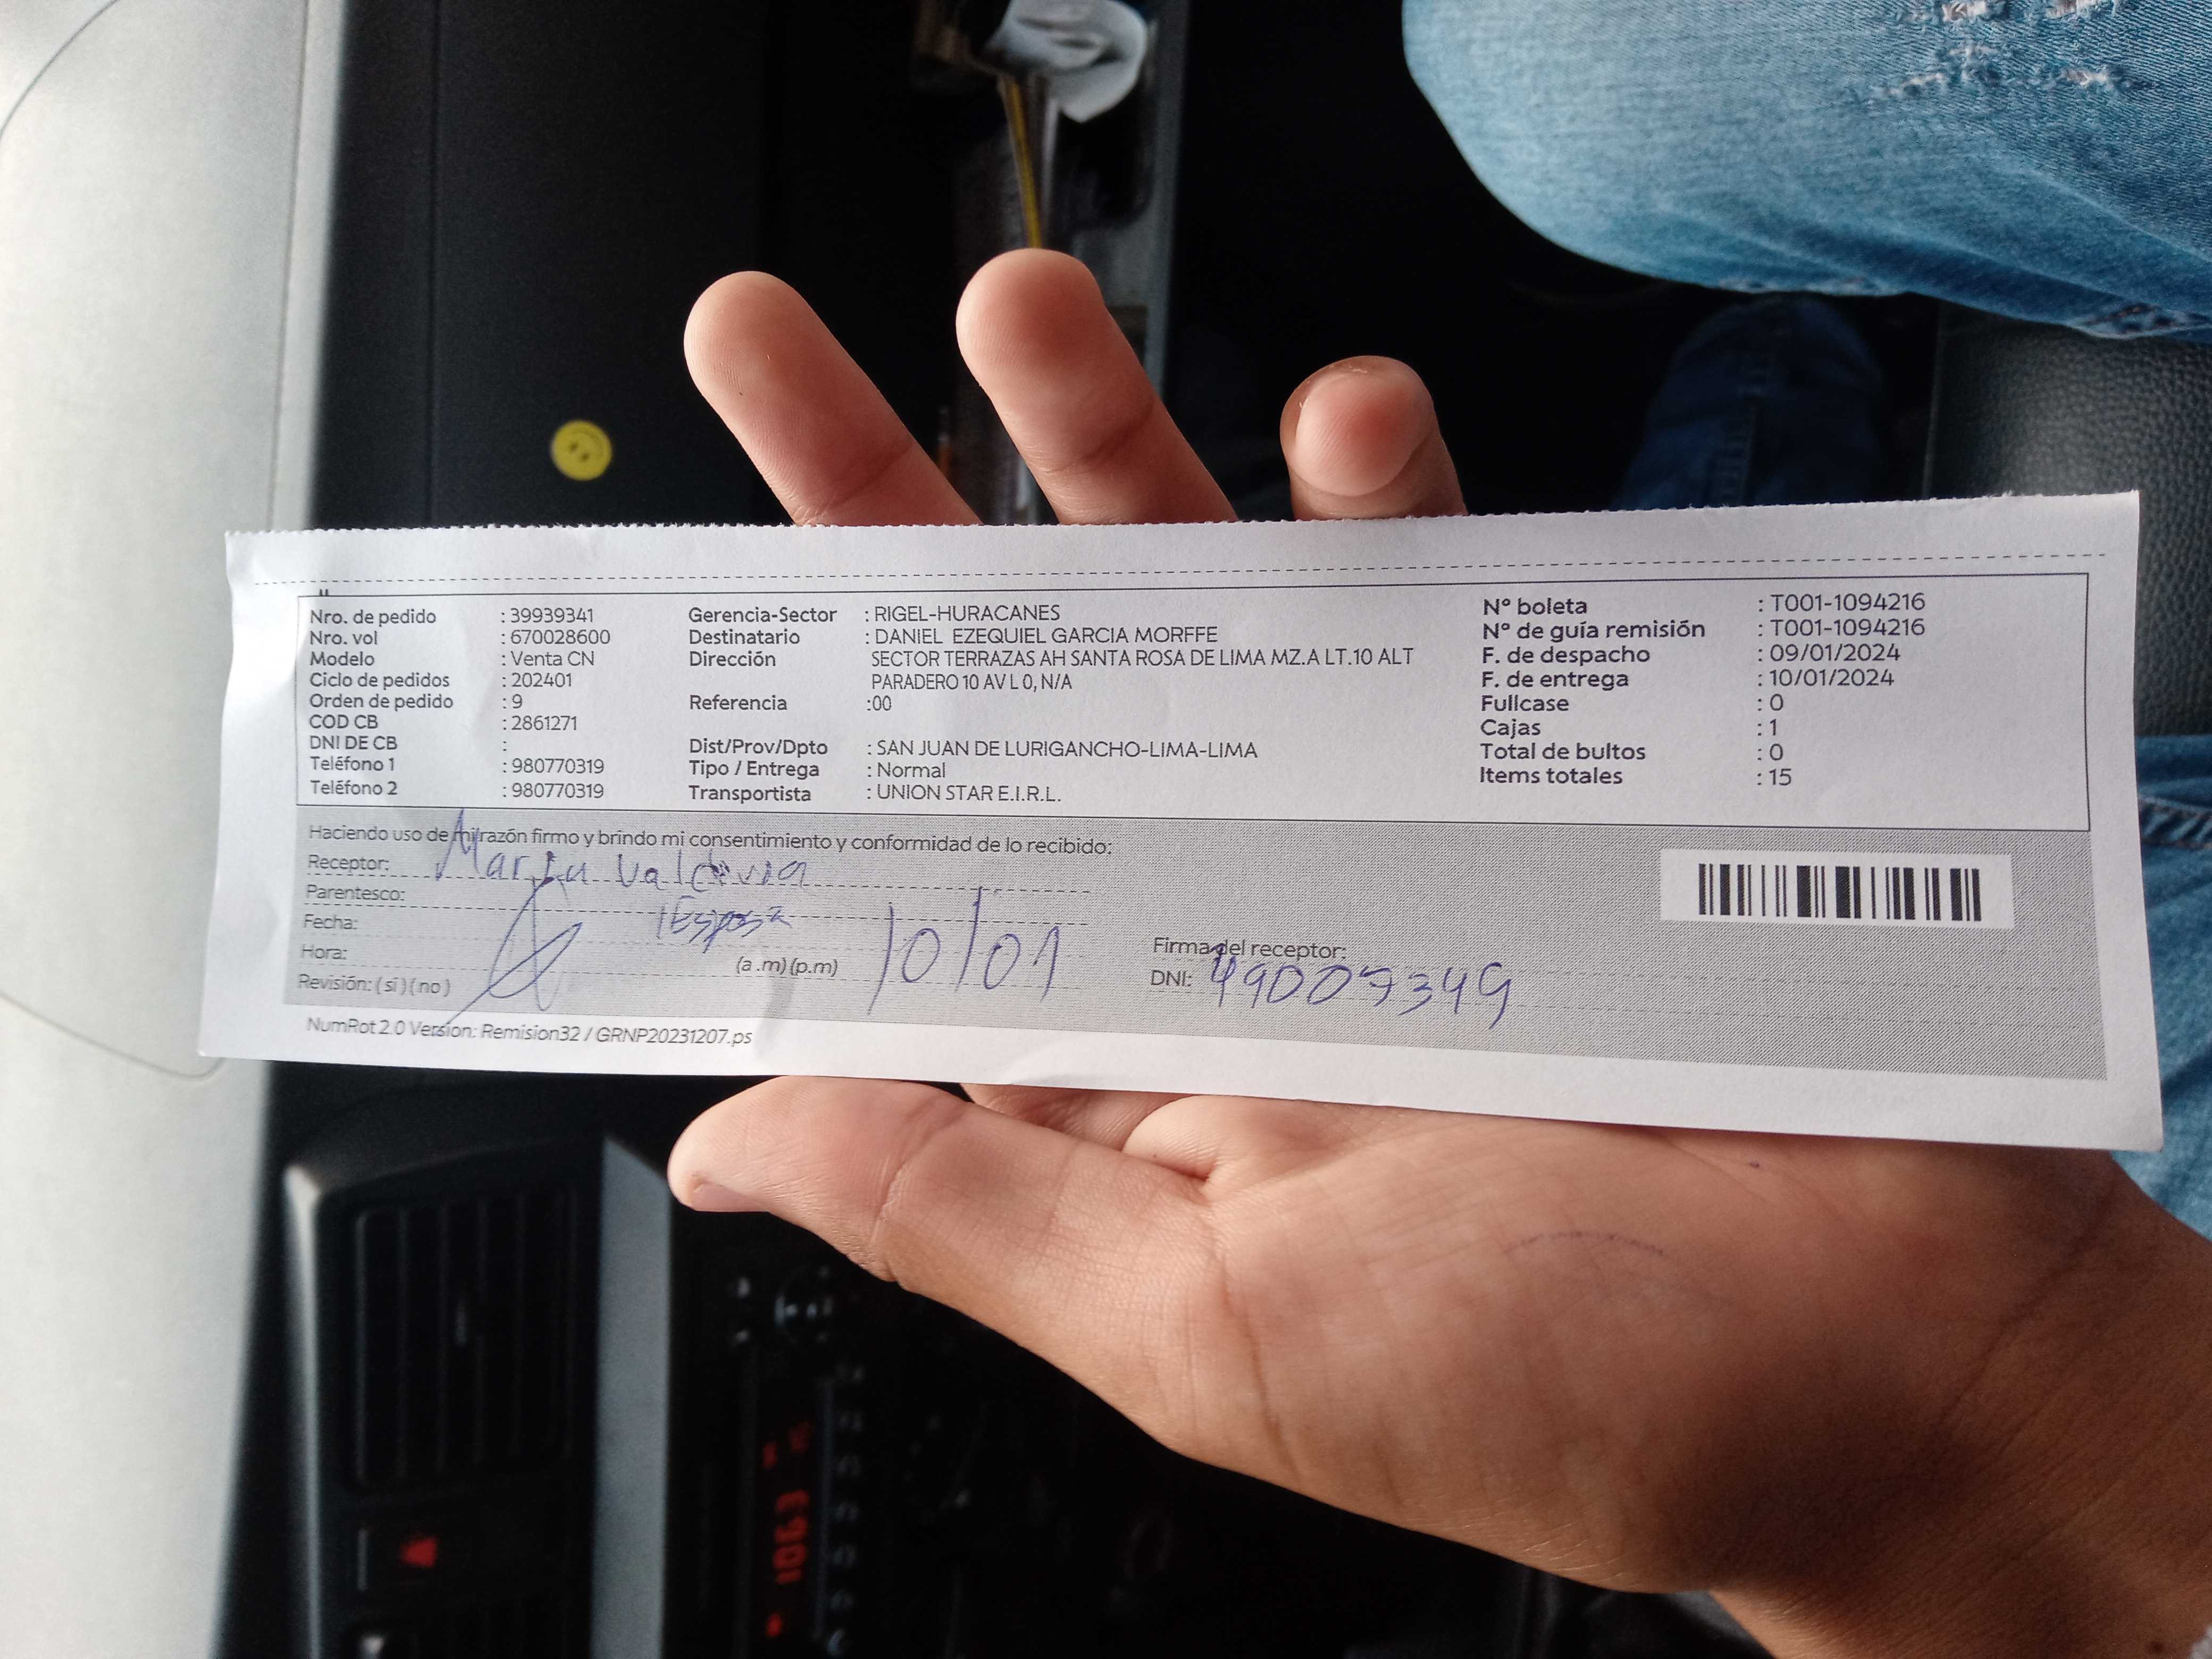 Nro. de pedido : 39939341
Nro. vol : 670028600
Modelo : Venta CN
Ciclo de pedidos : 202401
Orden de pedido : 9
COD CB : 2861271
DNI DE CB :
Teléfono 1 : 980770319
Teléfono 2 : 980770319
Gerencia-Sector : RIGEL-HURACANES
Destinatario : DANIEL EZEQUIEL GARCIA MORFFE
Dirección SECTOR TERRAZAS AH SANTA ROSA DE LIMA MZ.A LT.10 ALT
PARADERO 10 AV L 0, N/A
Referencia :00
Dist/Prov/Dpto : SAN JUAN DE LURIGANCHO-LIMA-LIMA
Tipo / Entrega : Normal
Transportista : UNION STAR E.I.R.L.
N° boleta : T001-1094216
N° de guía remisión : T001-1094216
F. de despacho : 09/01/2024
F. de entrega : 10/01/2024
Fullcase : 0
Cajas : 1
Total de bultos : 0
Items totales : 15
Haciendo uso de mi razón firmo y brindo mi consentimiento y conformidad de lo recibido:
Receptor: Maria Valdivia
Parentesco: Esposa
Fecha: 10/01
Hora: (a .m) (p.m)
Revisión: ( si ) ( no )
Firma del receptor:
DNI: 49007349
NumRot 2.0 Version: Remision32 / GRNP20231207.ps
1063